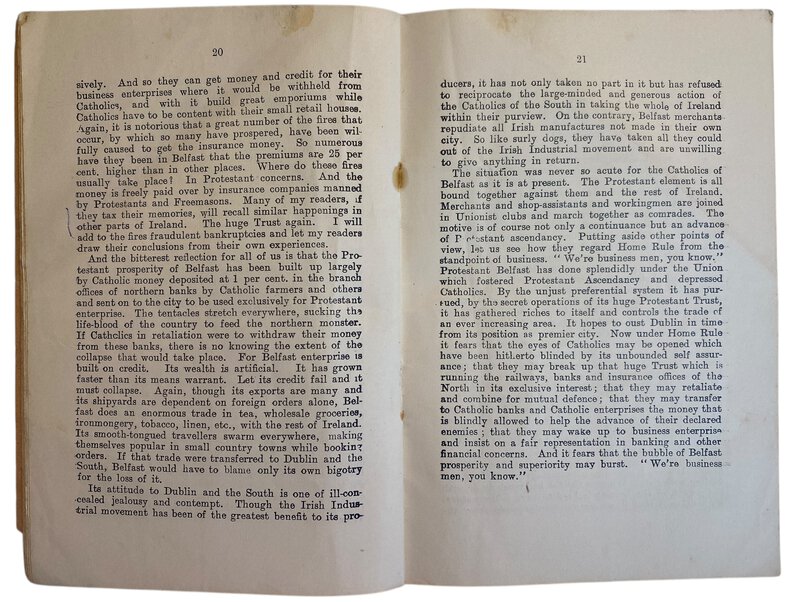 20
sively. And so they can get money and credit for their
business enterprises where it would be withheld from
Catholics, and with it build great emporiums while
Catholics have to be content with their small retail houses.
Again, it is notorious that a great number of the fires that
occur, by which so many have prospered, have been wil-
fully caused to get the insurance money. So numerous
have they been in Belfast that the premiums are 25 per
cent. higher than in other places. Where do these fires
usually take place? In Protestant concerns. And the
money is freely paid over by insurance companies manned
by Protestants and Freemasons. Many of my readers, if
they tax their memories, will recall similar happenings in
other parts of Ireland. The huge Trust again. I will
add to the fires fraudulent bankruptcies and let my readers
draw their conclusions from their own experiences.
And the bitterest reflection for all of us is that the Pro-
testant prosperity of Belfast has been built up largely
by Catholic money deposited at 1 per cent. in the branch
offices of northern banks by Catholic farmers and others
and sent on to the city to be used exclusively for Protestant
enterprise. The tentacles stretch everywhere, sucking the
life-blood of the country to feed the northern monster.
If Catholics in retaliation were to withdraw their money
from these banks, there is no knowing the extent of the
collapse that would take place. For Belfast enterprise is
built on credit. Its wealth is artificial. It has grown
faster than its means warrant. Let its credit fail and it
must collapse. Again, though its exports are many and
its shipyards are dependent on foreign orders alone, Bel-
fast does an enormous trade in tea, wholesale groceries,
ironmongery, tobacco, linen, etc., with the rest of Ireland.
Its smooth-tongued travellers swarm everywhere, making
themselves popular in small country towns while booking
orders. If that trade were transferred to Dublin and the
South, Belfast would have to blame only its own bigotry
for the loss of it.
Its attitude to Dublin and the South is one of ill-con-
cealed jealousy and contempt. Though the Irish Indus-
trial movement has been of the greatest benefit to its pro-
21
ducers, it has not only taken no part in it but has refused
to reciprocate the large-minded and generous action of
the Catholics of the South in taking the whole of Ireland
within their purview. On the contrary, Belfast merchants
repudiate all Irish manufactures not made in their own
city. So like surly dogs, they have taken all they could
out of the Irish Industrial movement and are unwilling
to give anything in return.
The situation was never so acute for the Catholics of
Belfast as it is at present. The Protestant element is all
bound together against them and the rest of Ireland.
Merchants and shop-assistants and workingmen are joined
in Unionist clubs and march together as comrades. The
motive is of course not only a continuance but an advance
of Protestant ascendancy. Putting aside other points of
view, let us see how they regard Home Rule from the
standpoint of business. "We're business men, you know."
Protestant Belfast has done splendidly under the Union
which fostered Protestant Ascendancy and depressed
Catholics. By the unjust preferential system it has pur-
sued, by the secret operations of its huge Protestant Trust,
it has gathered riches to itself and controls the trade of
an ever increasing area. It hopes to oust Dublin in time
from its position as premier city. Now under Home Rule
it fears that the eyes of Catholics may be opened which
have been hitherto blinded by its unbounded self assur-
ance; that they may break up that huge Trust which is
running the railways, banks and insurance offices of the
North in its exclusive interest; that they may retaliate
and combine for mutual defence; that they may transfer
to Catholic banks and Catholic enterprises the money that
is blindly allowed to help the advance of their declared
enemies; that they may wake up to business enterprise
and insist on a fair representation in banking and other
financial concerns. And it fears that the bubble of Belfast
prosperity and superiority may burst. "We're business
men, you know."